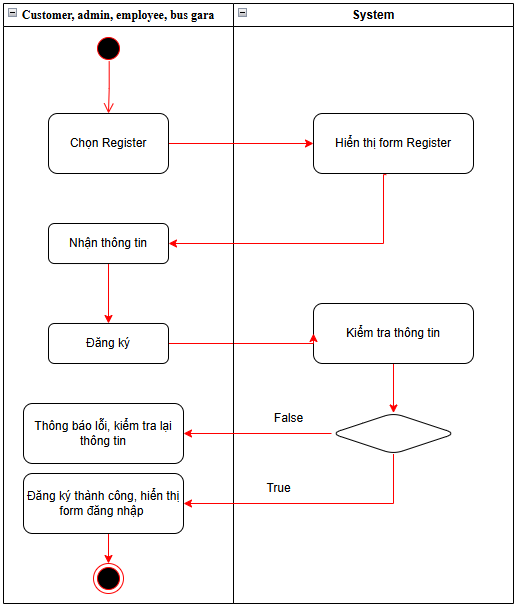 Customer, admin, employee, bus gara
System
Chọn Register
Hiển thị form Register
Nhận thông tin
Đăng ký
Kiểm tra thông tin
False
Thông báo lỗi, kiểm tra lại
thông tin
True
Đăng ký thành công, hiển thị
form đăng nhập